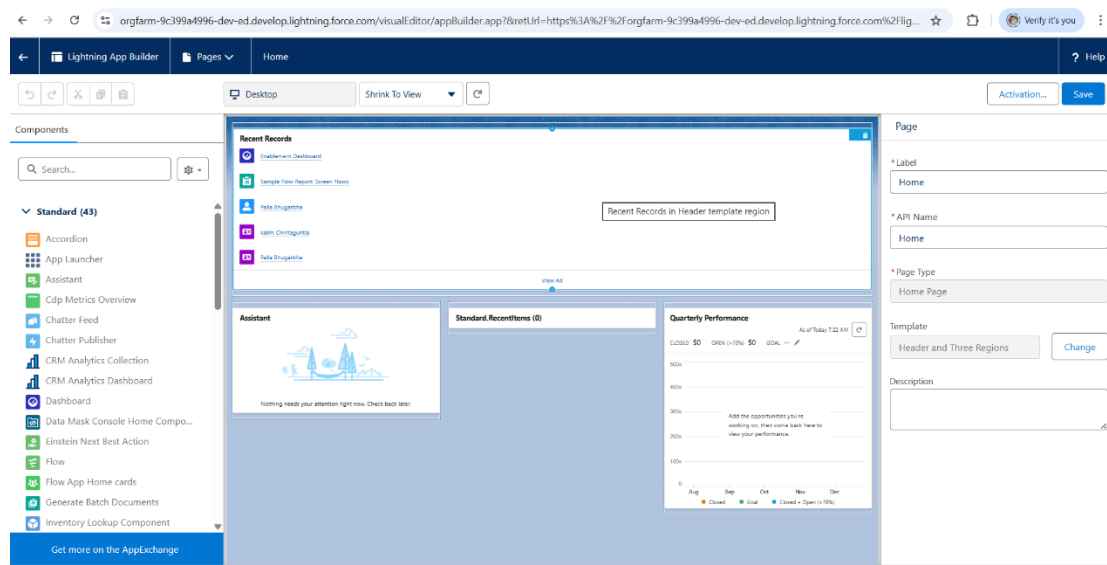 orgfarm-9c399a4996-dev-ed.develop.lightning.force.com/visualEditor/appBuilder.app?&retUrl=https%3A%2F%2Forgfarm-9c399a4996-dev-ed.develop.lightning.force.com%2Flig...
Verify it's you
Lightning App Builder
Pages
Home
? Help
Desktop
Shrink To View
Activation...
Save
Components
Search...
Standard (43)
Accordion
App Launcher
Assistant
Cdp Metrics Overview
Chatter Feed
Chatter Publisher
CRM Analytics Collection
CRM Analytics Dashboard
Dashboard
Data Mask Console Home Compo...
Einstein Next Best Action
Flow
Flow App Home cards
Generate Batch Documents
Inventory Lookup Component
Get more on the AppExchange
Recent Records
Enablement Dashboard
Sample Flow Report: Screen Flows
Palla Bhugarbha
Kalim Chintagunta
Palla Bhugarbha
View All
Recent Records in Header template region
Assistant
Nothing needs your attention right now. Check back later.
Standard.RecentItems (0)
Quarterly Performance
As of Today 7:22 AM
CLOSED $0 OPEN (>70%) $0 GOAL --
500k
400k
300k
200k
100k
0
Add the opportunities you're
working on, then come back here to
view your performance.
Aug Sep Oct Nov Dec
Closed Goal Closed + Open (>70%)
Page
* Label
Home
* API Name
Home
* Page Type
Home Page
Template
Header and Three Regions
Change
Description